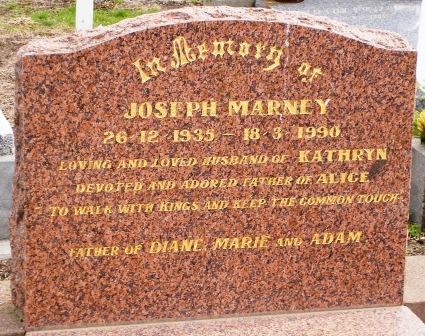 In Memory of
JOSEPH MARNEY
26-12-1935 - 18-3-1990
LOVING AND LOVED HUSBAND OF KATHRYN
DEVOTED AND ADORED FATHER OF ALICE
- TO WALK WITH KINGS AND KEEP THE COMMON TOUCH -
FATHER OF DIANE, MARIE AND ADAM